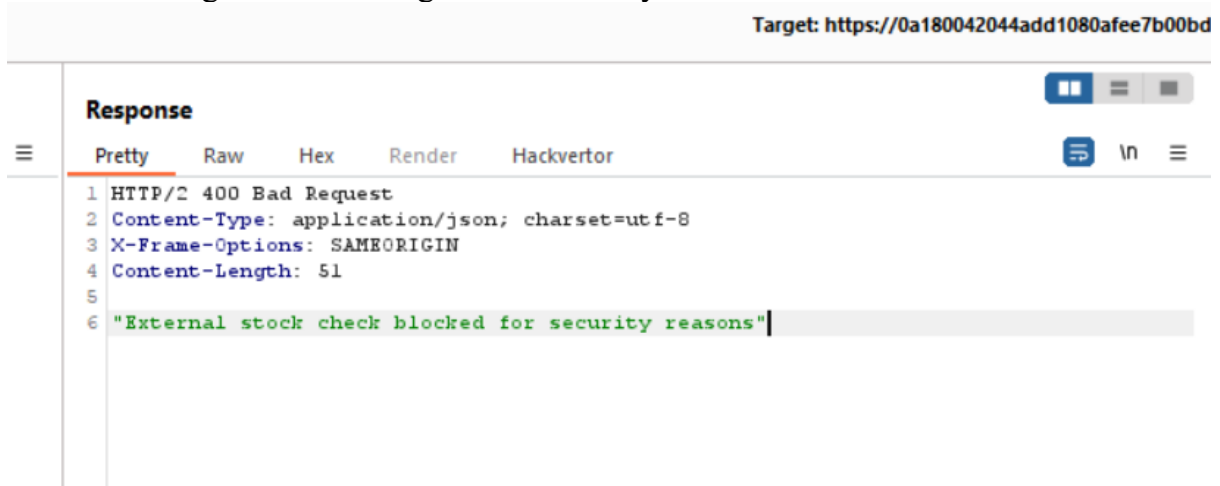 Target: https://0a180042044add1080afee7b00bd
Response
Pretty Raw Hex Render Hackvertor \n
1 HTTP/2 400 Bad Request
2 Content-Type: application/json; charset=utf-8
3 X-Frame-Options: SAMEORIGIN
4 Content-Length: 51
5
6 "External stock check blocked for security reasons"